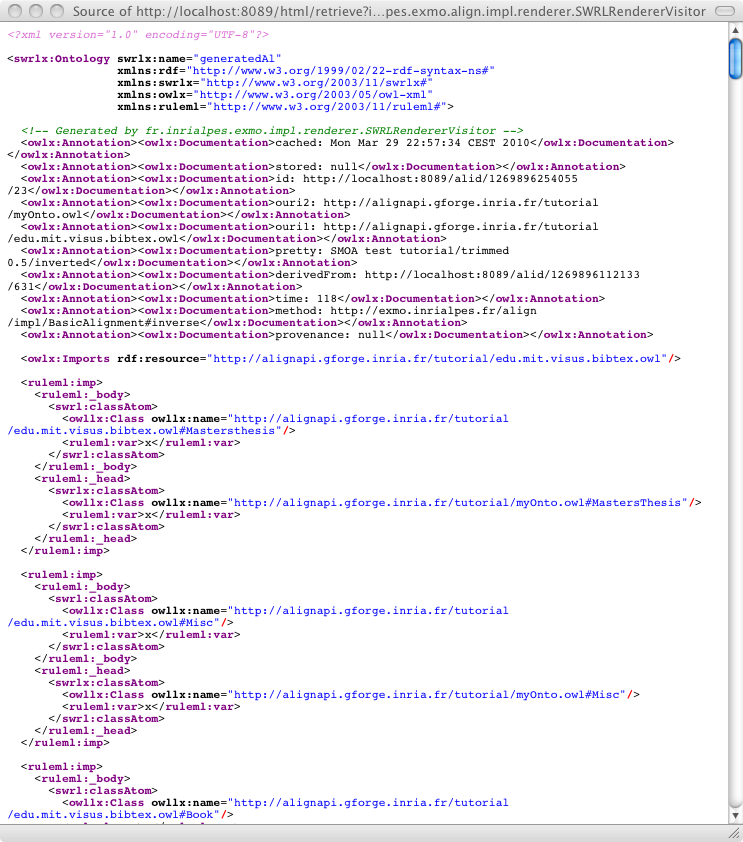 Source of http://localhost:8089/html/retrieve?i...pes.exmo.align.impl.renderer.SWRLRendererVisitor
<?xml version="1.0" encoding="UTF-8"?>
<swrlx:Ontology swrlx:name="generatedAl"
xmlns:rdf="http://www.w3.org/1999/02/22-rdf-syntax-ns#"
xmlns:swrlx="http://www.w3.org/2003/11/swrlx#"
xmlns:owlx="http://www.w3.org/2003/05/owl-xml"
xmlns:ruleml="http://www.w3.org/2003/11/ruleml#">
<!-- Generated by fr.inrialpes.exmo.impl.renderer.SWRLRendererVisitor -->
<owlx:Annotation><owlx:Documentation>cached: Mon Mar 29 22:57:34 CEST 2010</owlx:Documentation>
</owlx:Annotation>
<owlx:Annotation><owlx:Documentation>stored: null</owlx:Documentation></owlx:Annotation>
<owlx:Annotation><owlx:Documentation>id: http://localhost:8089/alid/1269896254055
/23</owlx:Documentation></owlx:Annotation>
<owlx:Annotation><owlx:Documentation>ouri2: http://alignapi.gforge.inria.fr/tutorial
/myOnto.owl</owlx:Documentation></owlx:Annotation>
<owlx:Annotation><owlx:Documentation>ouri1: http://alignapi.gforge.inria.fr/tutorial
/edu.mit.visus.bibtex.owl</owlx:Documentation></owlx:Annotation>
<owlx:Annotation><owlx:Documentation>pretty: SMOA test tutorial/trimmed
0.5/inverted</owlx:Documentation></owlx:Annotation>
<owlx:Annotation><owlx:Documentation>derivedFrom: http://localhost:8089/alid/1269896112133
/631</owlx:Documentation></owlx:Annotation>
<owlx:Annotation><owlx:Documentation>time: 118</owlx:Documentation></owlx:Annotation>
<owlx:Annotation><owlx:Documentation>method: http://exmo.inrialpes.fr/align
/impl/BasicAlignment#inverse</owlx:Documentation></owlx:Annotation>
<owlx:Annotation><owlx:Documentation>provenance: null</owlx:Documentation></owlx:Annotation>
<owlx:Imports rdf:resource="http://alignapi.gforge.inria.fr/tutorial/edu.mit.visus.bibtex.owl"/>
<ruleml:imp>
<ruleml:_body>
<swrl:classAtom>
<owllx:Class owllx:name="http://alignapi.gforge.inria.fr/tutorial
/edu.mit.visus.bibtex.owl#Mastersthesis"/>
<ruleml:var>x</ruleml:var>
</swrl:classAtom>
</ruleml:_body>
<ruleml:_head>
<swrlx:classAtom>
<owllx:Class owllx:name="http://alignapi.gforge.inria.fr/tutorial/myOnto.owl#MastersThesis"/>
<ruleml:var>x</ruleml:var>
</swrl:classAtom>
</ruleml:_head>
</ruleml:imp>
<ruleml:imp>
<ruleml:_body>
<swrl:classAtom>
<owllx:Class owllx:name="http://alignapi.gforge.inria.fr/tutorial
/edu.mit.visus.bibtex.owl#Misc"/>
<ruleml:var>x</ruleml:var>
</swrl:classAtom>
</ruleml:_body>
<ruleml:_head>
<swrlx:classAtom>
<owllx:Class owllx:name="http://alignapi.gforge.inria.fr/tutorial/myOnto.owl#Misc"/>
<ruleml:var>x</ruleml:var>
</swrl:classAtom>
</ruleml:_head>
</ruleml:imp>
<ruleml:imp>
<ruleml:_body>
<swrl:classAtom>
<owllx:Class owllx:name="http://alignapi.gforge.inria.fr/tutorial
/edu.mit.visus.bibtex.owl#Book"/>